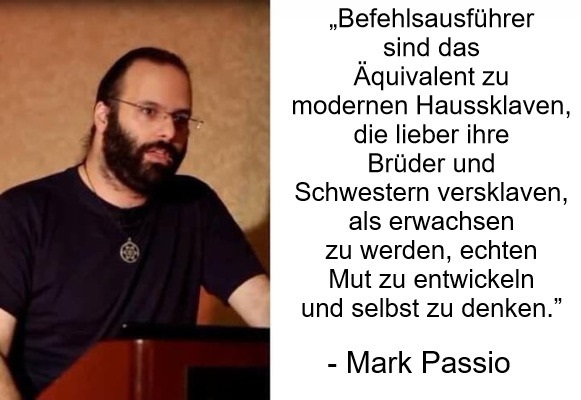 „Befehlsausführer
sind das
Äquivalent zu
modernen Haussklaven,
die lieber ihre
Brüder und
Schwestern versklaven,
als erwachsen
zu werden, echten
Mut zu entwickeln
und selbst zu denken.”
- Mark Passio